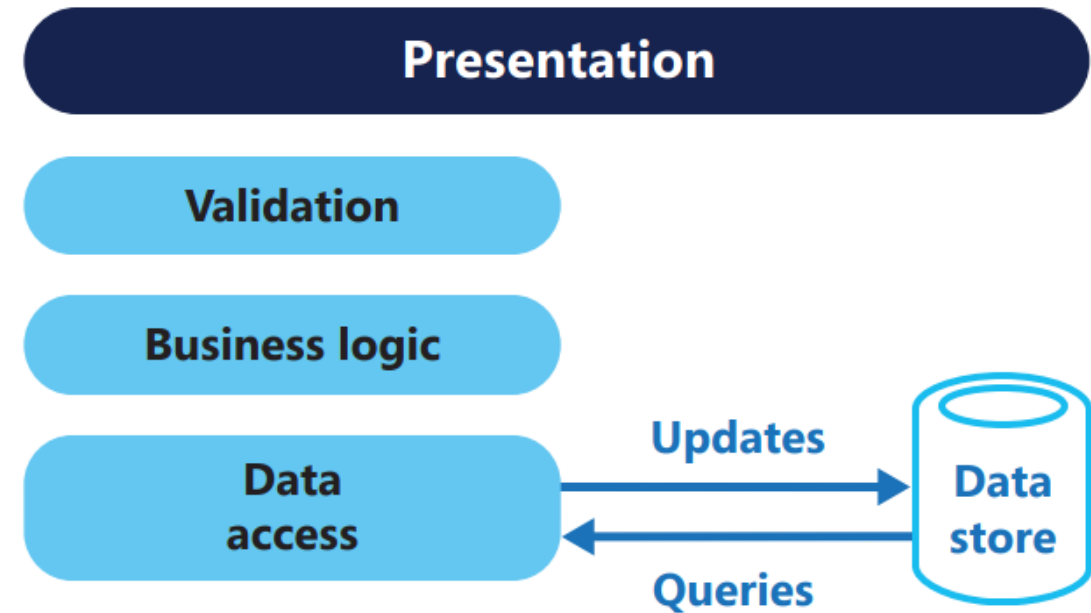 Presentation
Validation
Business logic
Data
access
Updates
Queries
Data
store